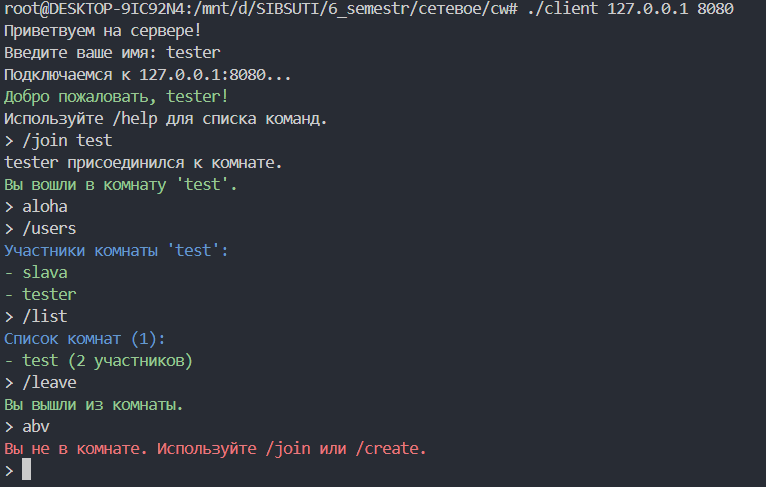 root@DESKTOP-9IC92N4:/mnt/d/SIBSUTI/6_semestr/сетевое/cw# ./client 127.0.0.1 8080
Приветвуем на сервере!
Введите ваше имя: tester
Подключаемся к 127.0.0.1:8080...
Добро пожаловать, tester!
Используйте /help для списка команд.
> /join test
tester присоединился к комнате.
Вы вошли в комнату 'test'.
> aloha
> /users
Участники комнаты 'test':
- slava
- tester
> /list
Список комнат (1):
- test (2 участников)
> /leave
Вы вышли из комнаты.
> abv
Вы не в комнате. Используйте /join или /create.
>